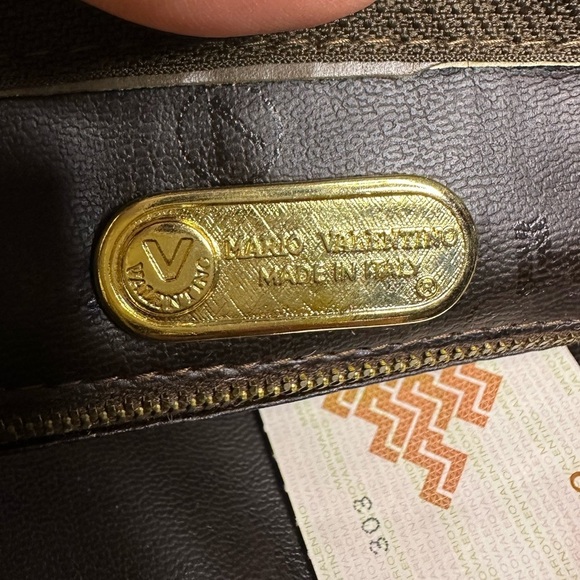 V
VALENTINO
MARIO VALENTINO
MADE IN ITALY
®
303